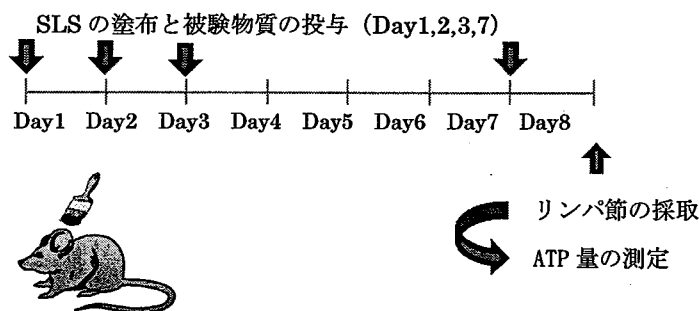 SLS の塗布と被験物質の投与（Day1,2,3,7）
Day1 Day2 Day3 Day4 Day5 Day6 Day7 Day8
リンパ節の採取
ATP 量の測定